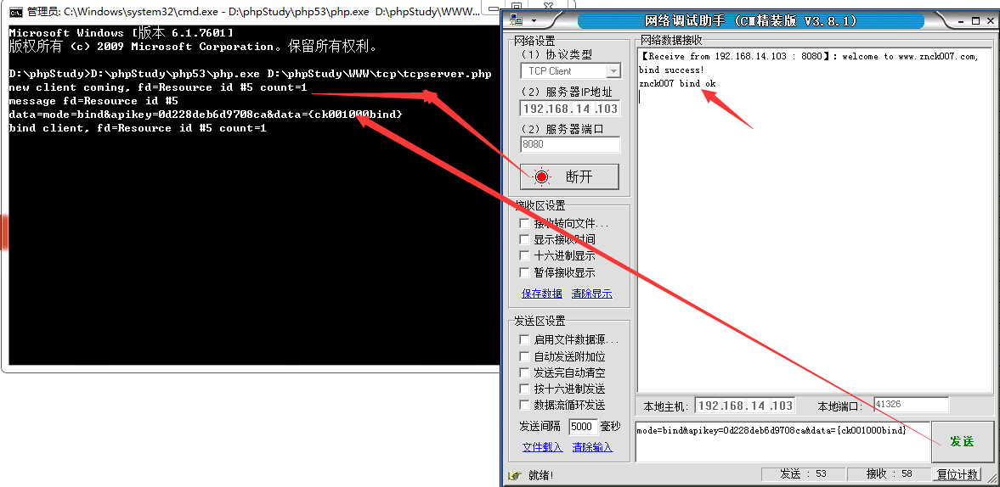 管理员: C:\Windows\system32\cmd.exe - D:\phpStudy\php53\php.exe  D:\phpStudy\WWW...
Microsoft Windows [版本 6.1.7601]
版权所有 (c) 2009 Microsoft Corporation。保留所有权利。
D:\phpStudy>D:\phpStudy\php53\php.exe D:\phpStudy\WWW\tcp\tcpserver.php
new client coming, fd=Resource id #5 count=1
message fd=Resource id #5
data=mode=bind&apikey=0d228deb6d9708ca&data={ck001000bind}
bind client, fd=Resource id #5 count=1
网络调试助手 (C□精装版 V3.8.1)
网络设置
(1) 协议类型
TCP Client
(2) 服务器IP地址
192.168.14.103
(2) 服务器端口
8080
断开
接收区设置
接收转向文件...
显示接收时间
十六进制显示
暂停接收显示
保存数据 清除显示
发送区设置
启用文件数据源...
自动发送附加位
发送完自动清空
按十六进制发送
数据流循环发送
发送间隔 5000 毫秒
文件载入 清除输入
网络数据接收
【Receive from 192.168.14.103 : 8080】: welcome to www.znck007.com,
bind success!
znck007 bind ok
本地主机: 192.168.14.103 本地端口: 41326
mode=bind&apikey=0d228deb6d9708ca&data={ck001000bind}
发送
就绪! 发送 : 53 接收 : 58 复位计数